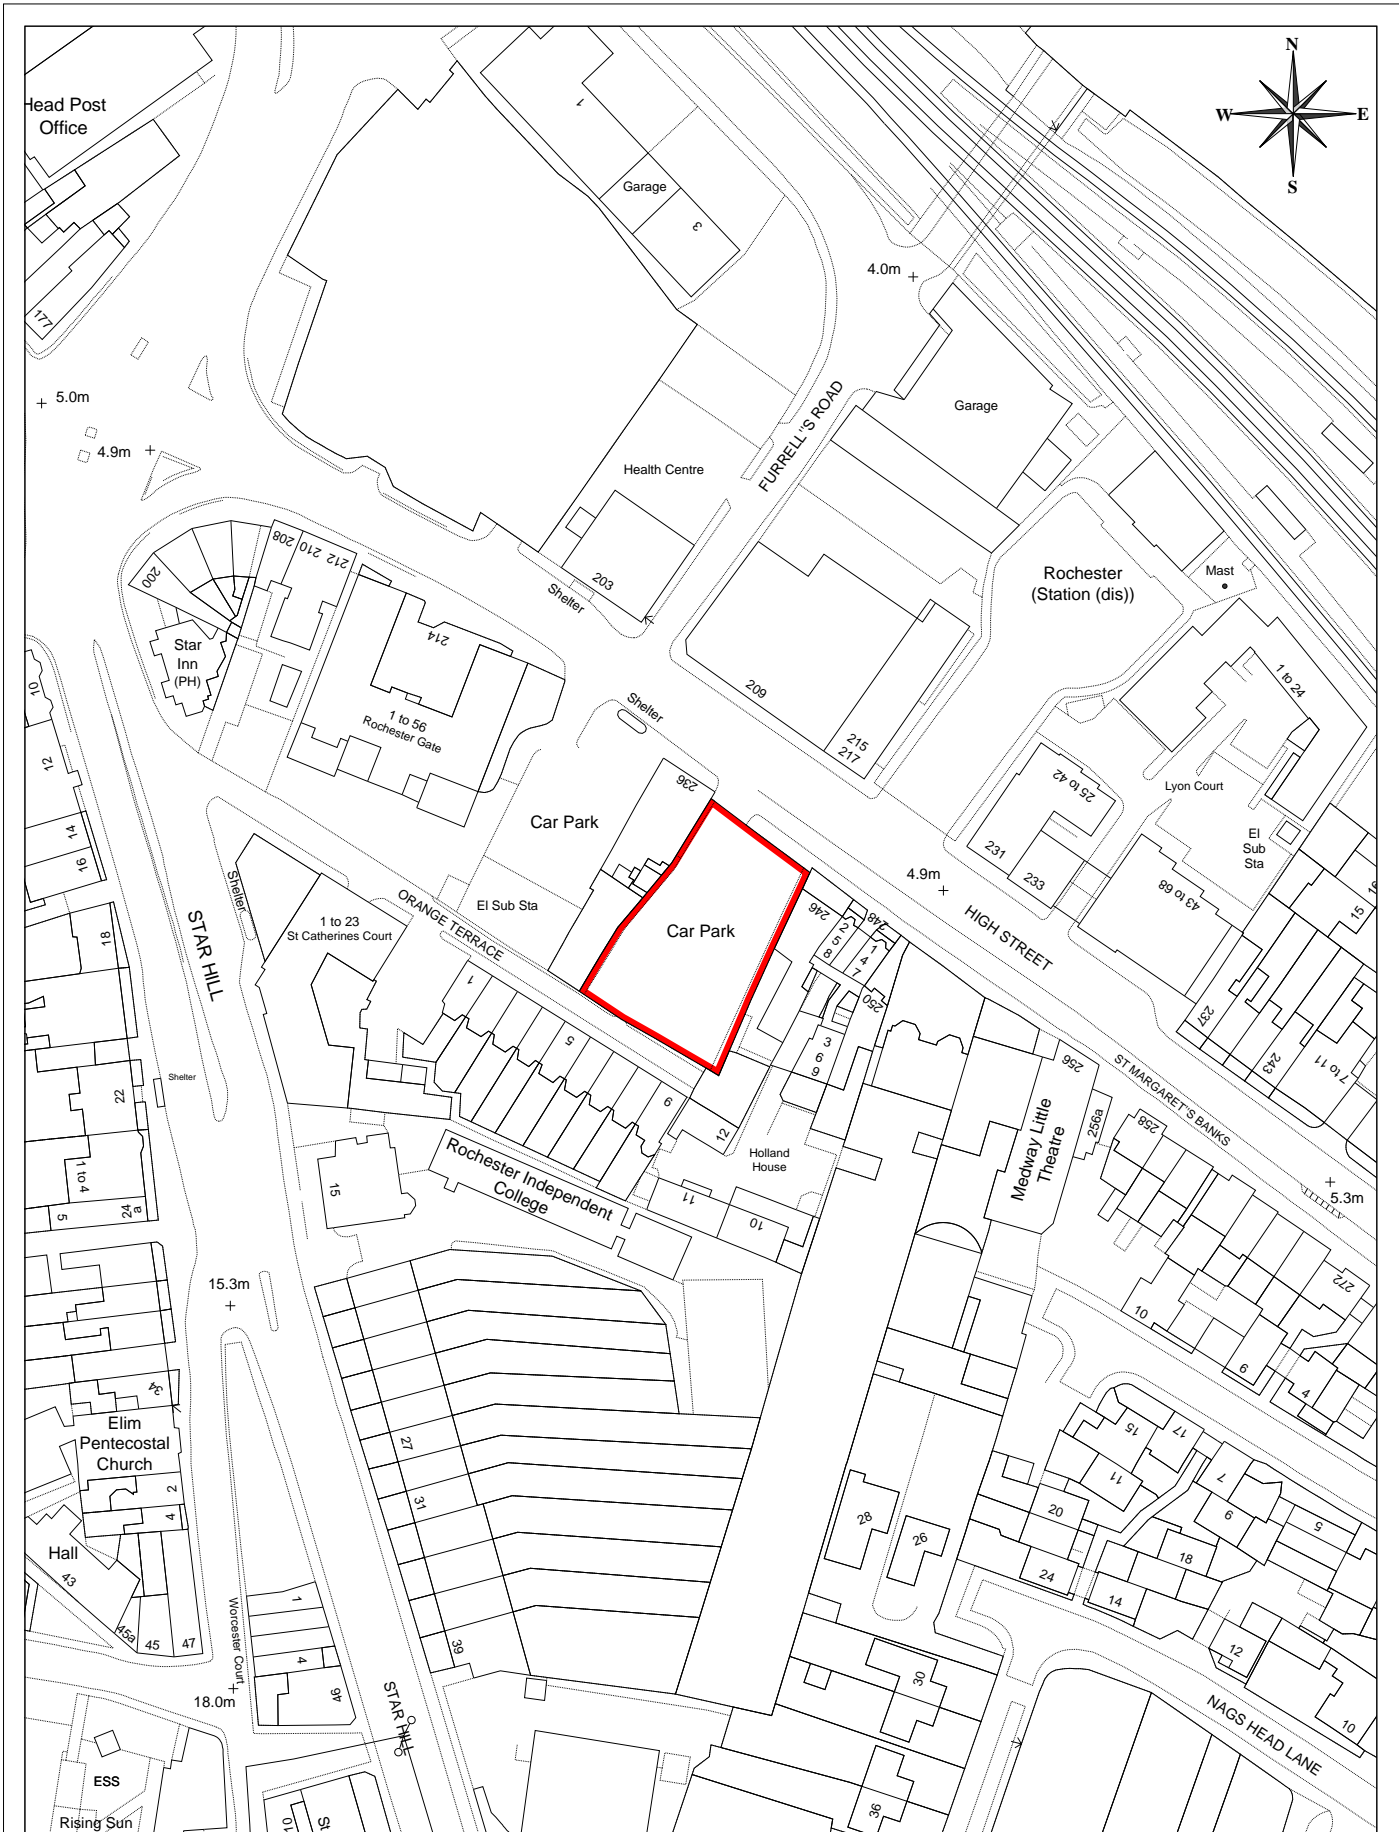 N
W
E
S
Head Post
Office
177
1
Garage
3
4.0m
5.0m
4.9m
FURRELL"S ROAD
Garage
Health Centre
203
Shelter
Rochester
(Station (dis))
Mast
200
208
210
212
214
Star
Inn
(PH)
1 to 56
Rochester Gate
Shelter
209
215
217
1 to 24
25 to 42
Lyon Court
El
Sub
Sta
231
233
43 to 68
15
16
10
12
14
16
18
22
236
Car Park
El Sub Sta
ORANGE TERRACE
Car Park
4.9m
HIGH STREET
246
248
2
5
8
1
4
7
250
3
6
9
Shelter
STAR HILL
1 to 23
St Catherines Court
1
5
9
12
237
243
7 to 11
256
256a
258
ST MARGARET'S BANKS
5.3m
272
Medway Little
Theatre
Holland
House
11
10
Rochester Independent
College
Shelter
1 to 4
5
24
a
15
15.3m
10
9
4
34
Elim
Pentecostal
Church
2
4
27
31
39
Hall
43
45a
45
47
Worcester Court
1
4
46
18.0m
STAR HILL
28
26
15
17
11
20
24
7
9
5
18
14
12
10
30
36
NAGS HEAD LANE
ESS
Rising Sun
10
St